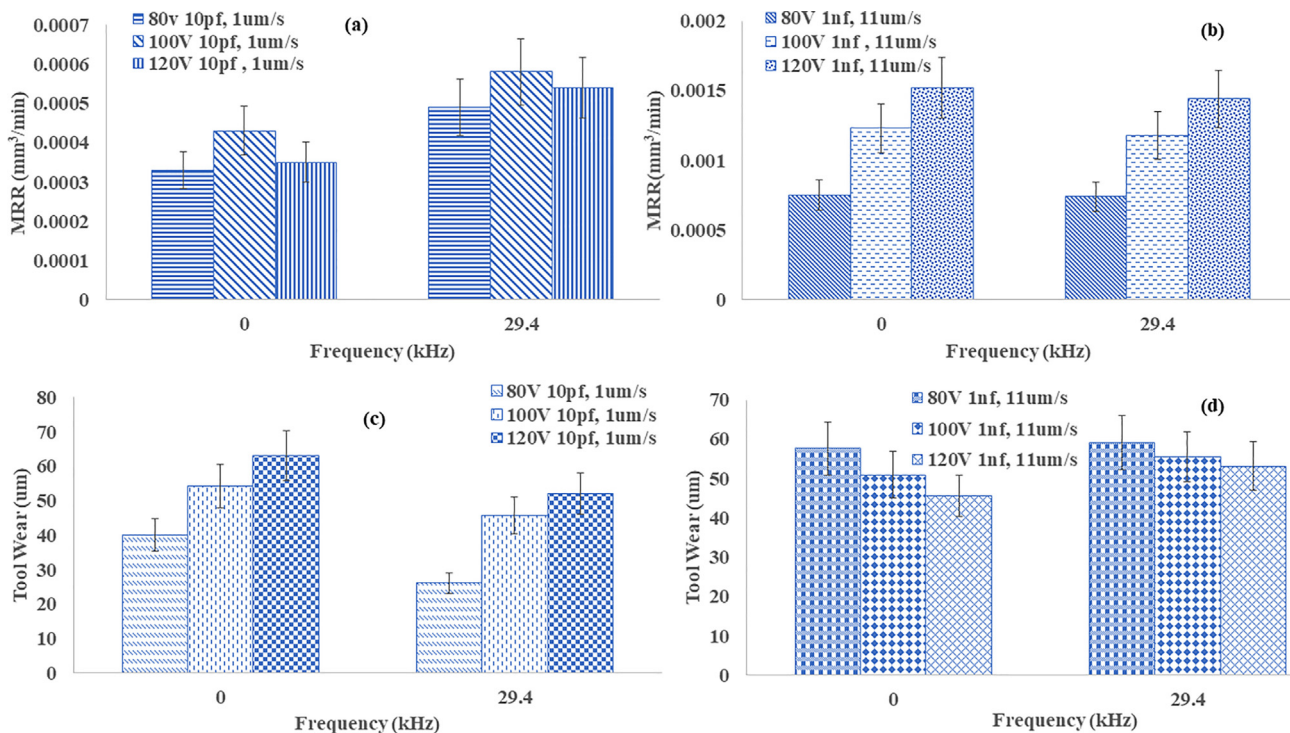 (a)
80v 10pf, 1um/s
100V 10pf, 1um/s
120V 10pf , 1um/s
MRR (mm³/min)
0.0007
0.0006
0.0005
0.0004
0.0003
0.0002
0.0001
0
0 29.4
Frequency (kHz)
(b)
80V 1nf, 11um/s
100V 1nf , 11um/s
120V 1nf, 11um/s
MRR(mm³/min)
0.002
0.0015
0.001
0.0005
0
0 29.4
Frequency (kHz)
(c)
80V 10pf, 1um/s
100V 10pf, 1um/s
120V 10pf, 1um/s
Tool Wear (um)
80
70
60
50
40
30
20
10
0
0 29.4
Frequency (kHz)
(d)
80V 1nf, 11um/s
100V 1nf, 11um/s
120V 1nf, 11um/s
Tool Wear (um)
70
60
50
40
30
20
10
0
0 29.4
Frequency (kHz)